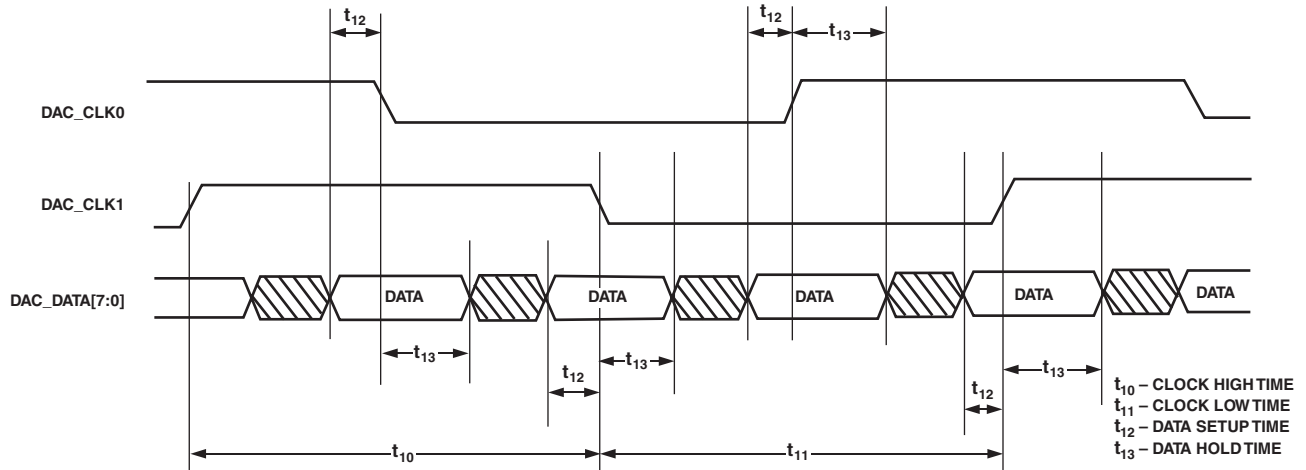 t12 t12 t13
DAC_CLK0
DAC_CLK1
DAC_DATA[7:0] DATA DATA DATA DATA DATA
t13 t12 t13 t12 t13
t10 t11
t10 – CLOCK HIGH TIME
t11 – CLOCK LOW TIME
t12 – DATA SETUP TIME
t13 – DATA HOLD TIME